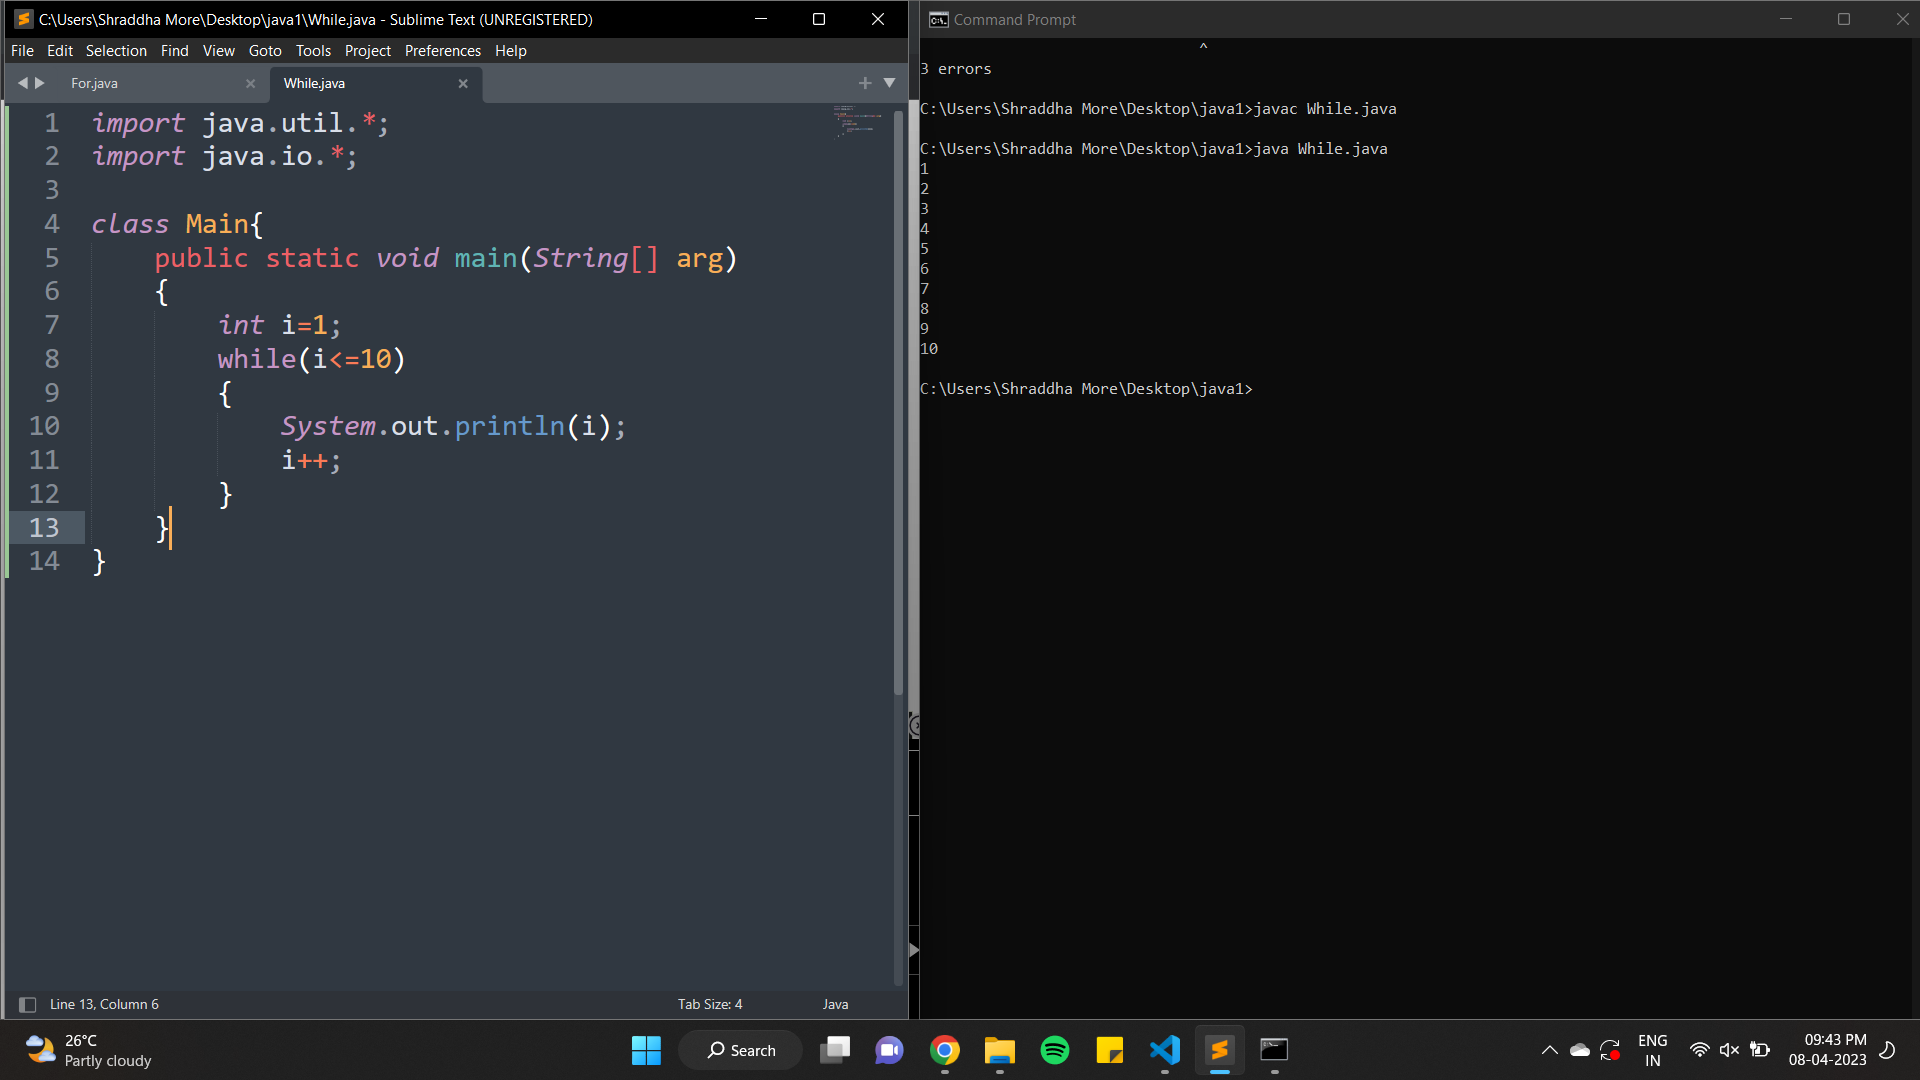 C:\Users\Shraddha More\Desktop\java1\While.java - Sublime Text (UNREGISTERED)
File Edit Selection Find View Goto Tools Project Preferences Help
For.java
While.java
1 import java.util.*;
2 import java.io.*;
3
4 class Main{
5 public static void main(String[] arg)
6 {
7 int i=1;
8 while(i<=10)
9 {
10 System.out.println(i);
11 i++;
12 }
13 }
14 }
Line 13, Column 6
Tab Size: 4
Java
Command Prompt
^
3 errors
C:\Users\Shraddha More\Desktop\java1>javac While.java
C:\Users\Shraddha More\Desktop\java1>java While.java
1
2
3
4
5
6
7
8
9
10
C:\Users\Shraddha More\Desktop\java1>
26°C
Partly cloudy
Search
ENG
IN
09:43 PM
08-04-2023